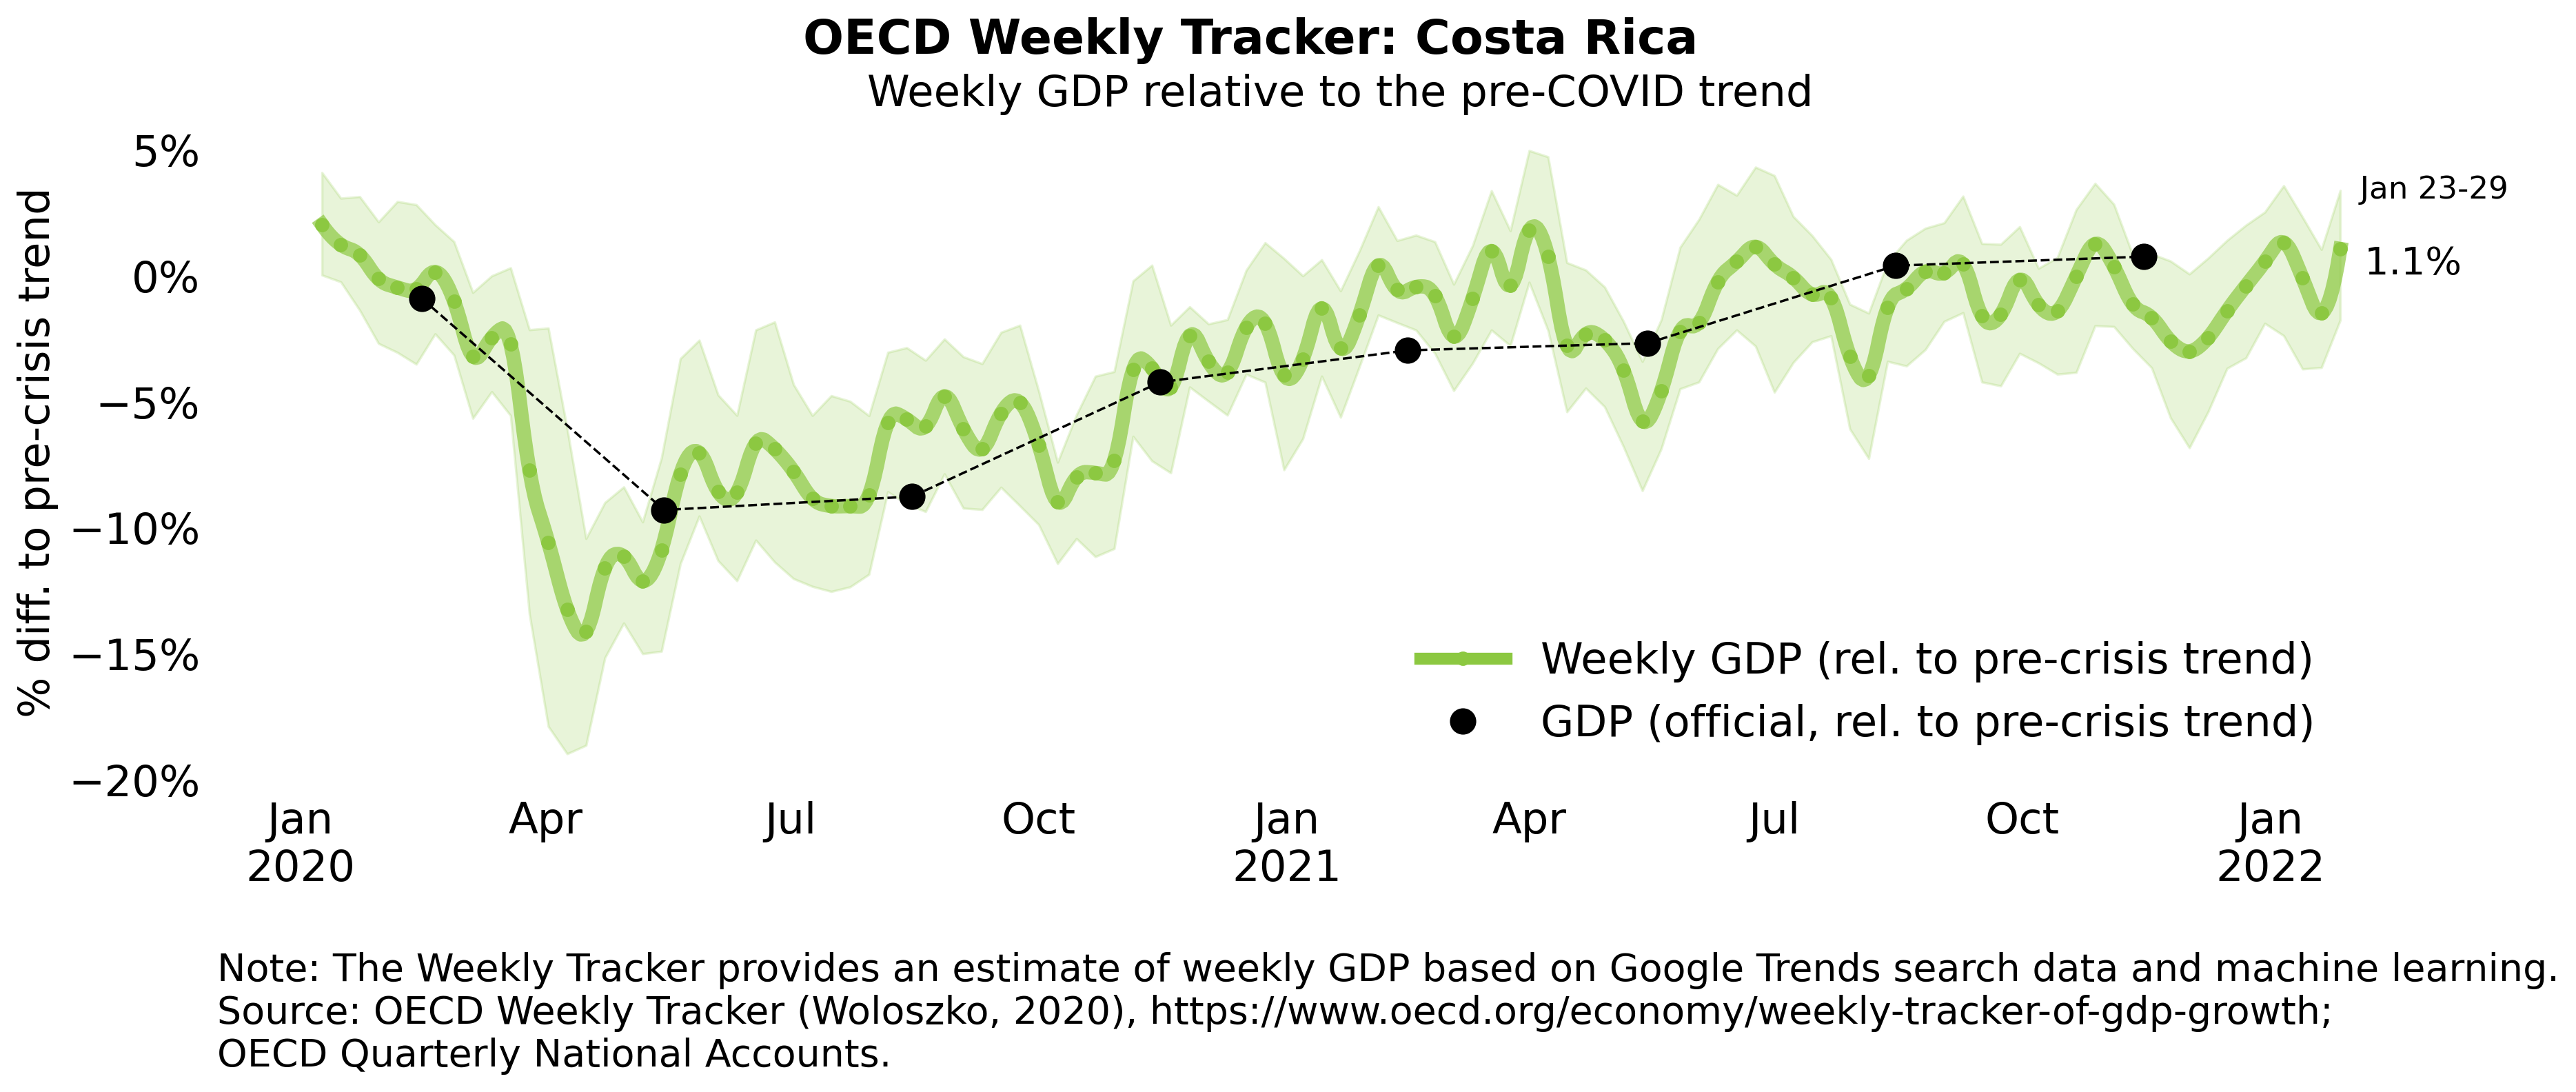 OECD Weekly Tracker: Costa Rica
Weekly GDP relative to the pre-COVID trend
% diff. to pre-crisis trend
5%
0%
−5%
−10%
−15%
−20%
Jan 23-29
1.1%
Weekly GDP (rel. to pre-crisis trend)
GDP (official, rel. to pre-crisis trend)
Jan Apr Jul Oct Jan Apr Jul Oct Jan
2020 2021 2022
Note: The Weekly Tracker provides an estimate of weekly GDP based on Google Trends search data and machine learning.
Source: OECD Weekly Tracker (Woloszko, 2020), https://www.oecd.org/economy/weekly-tracker-of-gdp-growth;
OECD Quarterly National Accounts.